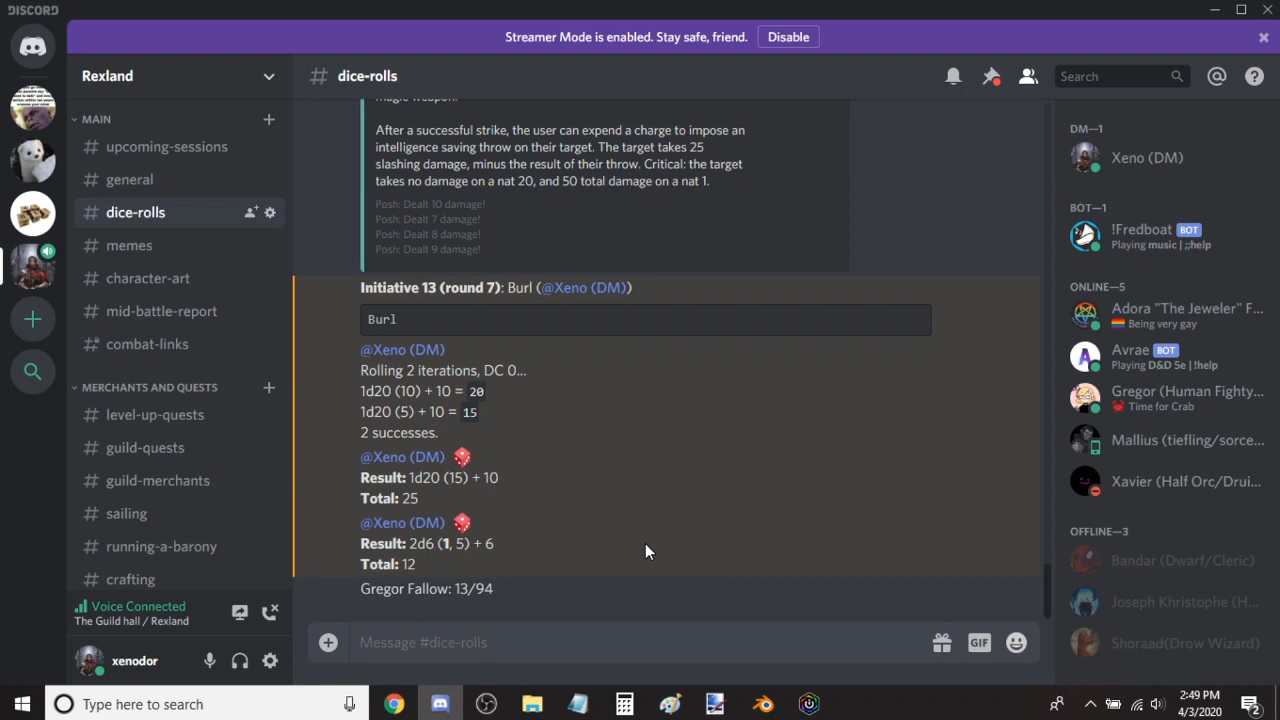 DISCORD
Streamer Mode is enabled. Stay safe, friend.
Disable
Rexland
# dice-rolls
Search
MAIN
# upcoming-sessions
# general
# dice-rolls
# memes
# character-art
# mid-battle-report
# combat-links
MERCHANTS AND QUESTS
# level-up-quests
# guild-quests
# guild-merchants
# sailing
# running-a-barony
# crafting
Voice Connected
The Guild hall / Rexland
xenodor
magic weapon.
After a successful strike, the user can expend a charge to impose an
intelligence saving throw on their target. The target takes 25
slashing damage, minus the result of their throw. Critical: the target
takes no damage on a nat 20, and 50 total damage on a nat 1.
Posh: Dealt 10 damage!
Posh: Dealt 7 damage!
Posh: Dealt 8 damage!
Posh: Dealt 9 damage!
Initiative 13 (round 7): Burl (@Xeno (DM))
Burl
@Xeno (DM)
Rolling 2 iterations, DC 0...
1d20 (10) + 10 = 20
1d20 (5) + 10 = 15
2 successes.
@Xeno (DM)
Result: 1d20 (15) + 10
Total: 25
@Xeno (DM)
Result: 2d6 (1, 5) + 6
Total: 12
Gregor Fallow: 13/94
Message #dice-rolls
GIF
DM—1
Xeno (DM)
BOT—1
!Fredboat BOT
Playing music | ;;help
ONLINE—5
Adora "The Jeweler" F...
Being very gay
Avrae BOT
Playing D&D 5e | !help
Gregor (Human Fighty...
Time for Crab
Mallius (tiefling/sorce...
Xavier (Half Orc/Drui...
OFFLINE—3
Bandar (Dwarf/Cleric)
Joseph Khristophe (H...
Shoraad(Drow Wizard)
Type here to search
2:49 PM
4/3/2020
2